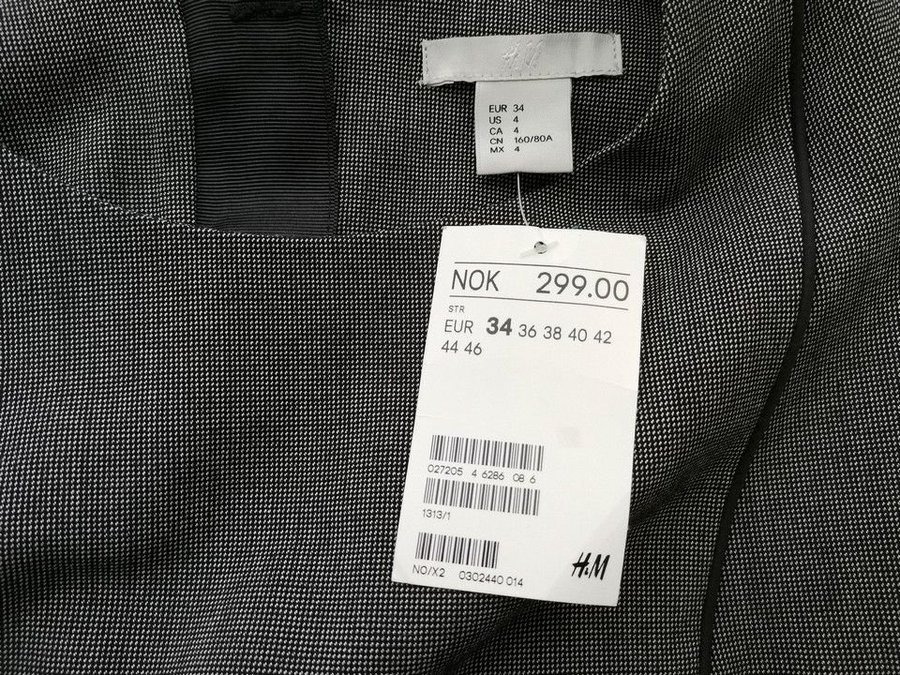 H&M
EUR 34
US 4
CA 4
CN 160/80A
MX 4
NOK 299.00
STR
EUR 34 36 38 40 42
44 46
027205 4 6286 08 6
1313/1
NO/X2 0302440 014
H&M